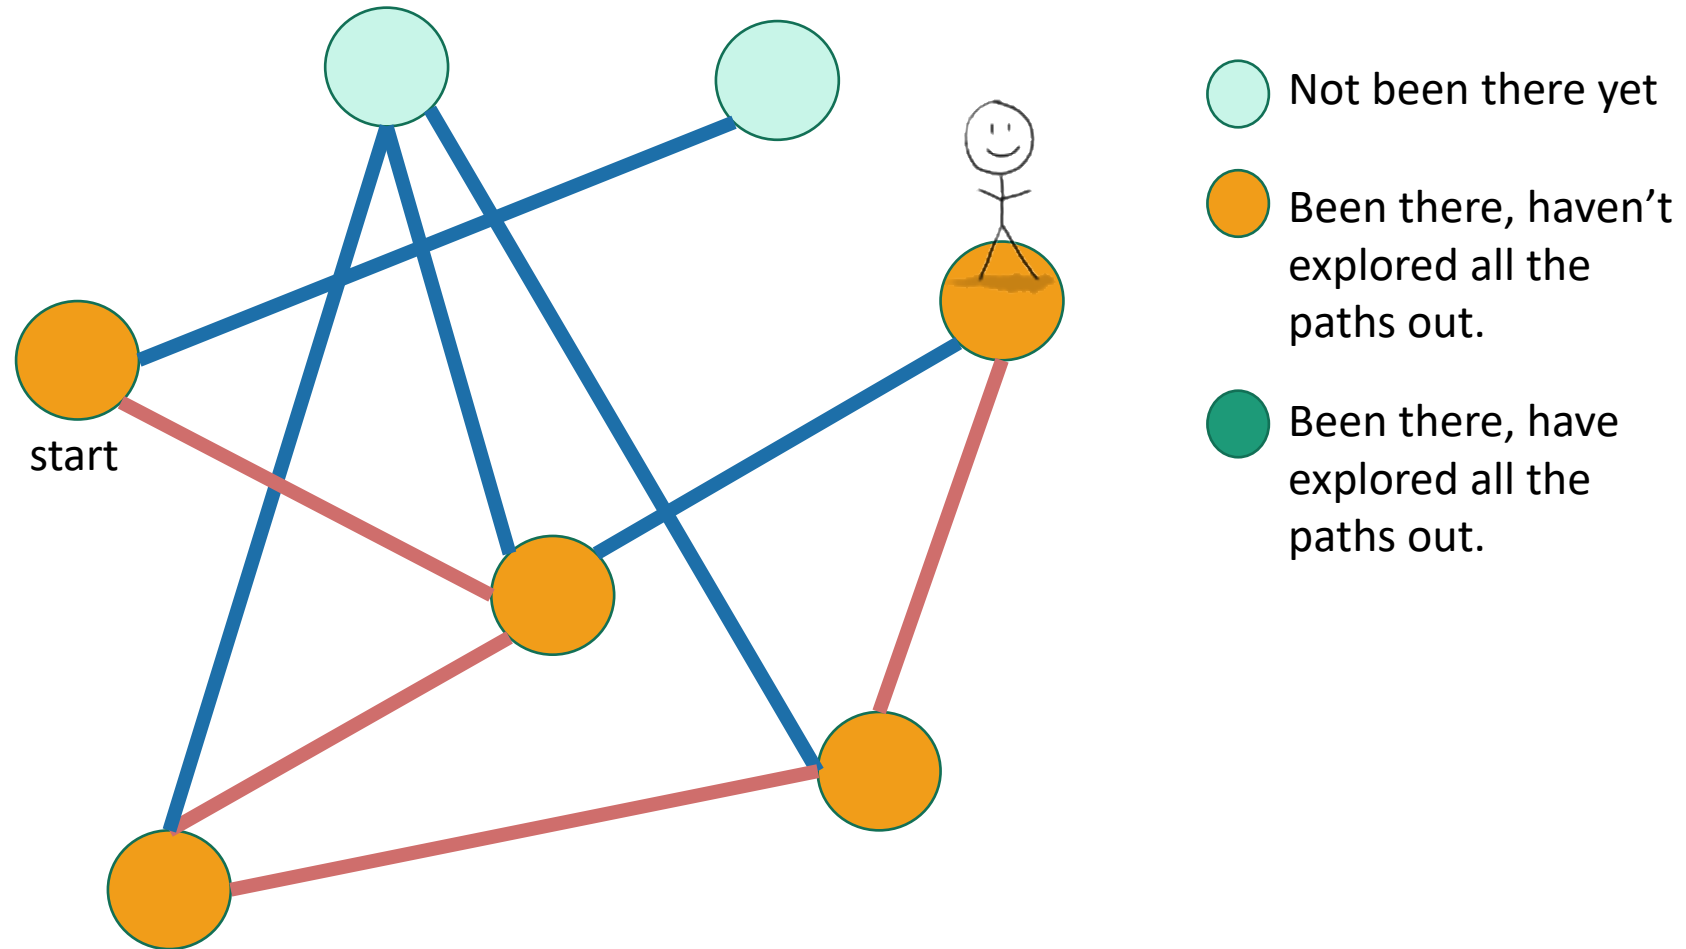 Not been there yet
Been there, haven’t
explored all the
paths out.
start
Been there, have
explored all the
paths out.